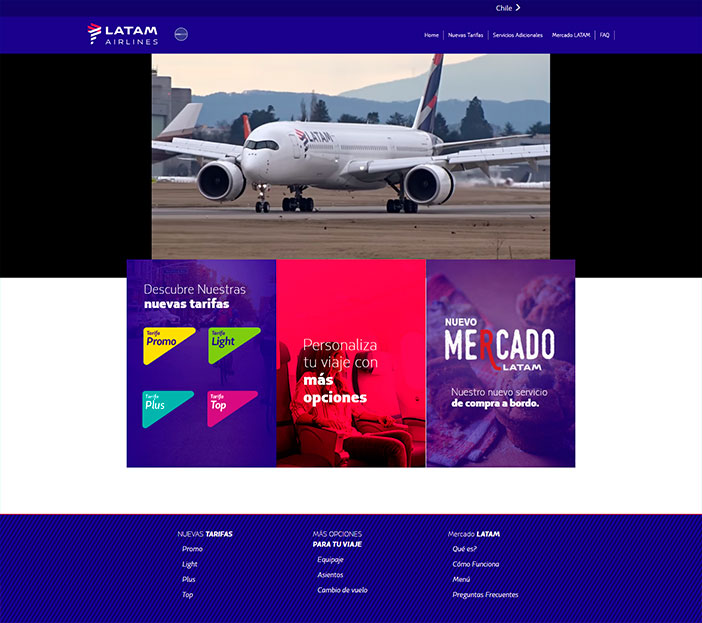 Chile
LATAM
AIRLINES
Home
Nuevas Tarifas
Servicios Adicionales
Mercado LATAM
FAQ
LATAM
Descubre Nuestras
nuevas tarifas
Tarifa
Promo
Tarifa
Light
Tarifa
Plus
Tarifa
Top
Personaliza
tu viaje con
más
opciones
NUEVO
MERCADO
LATAM
Nuestro nuevo servicio
de compra a bordo.
NUEVAS TARIFAS
Promo
Light
Plus
Top
MÁS OPCIONES
PARA TU VIAJE
Equipaje
Asientos
Cambio de vuelo
Mercado LATAM
Qué es?
Cómo Funciona
Menú
Preguntas Frecuentes